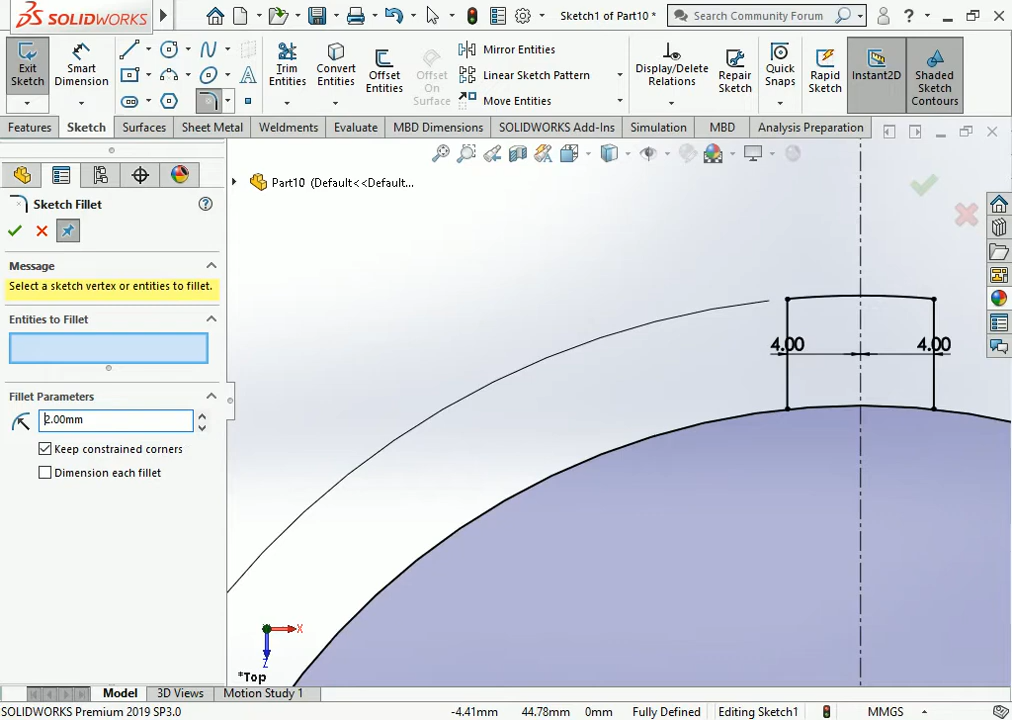 SOLIDWORKS
Sketch1 of Part10 *
Search Community Forum
?
Exit Sketch
Smart Dimension
Trim Entities
Convert Entities
Offset Entities
Offset On Surface
Mirror Entities
Linear Sketch Pattern
Move Entities
Display/Delete Relations
Repair Sketch
Quick Snaps
Rapid Sketch
Instant2D
Shaded Sketch Contours
Features
Sketch
Surfaces
Sheet Metal
Weldments
Evaluate
MBD Dimensions
SOLIDWORKS Add-Ins
Simulation
MBD
Analysis Preparation
Part10 (Default<<Default...
Sketch Fillet
?
Message
Select a sketch vertex or entities to fillet.
Entities to Fillet
Fillet Parameters
2.00mm
Keep constrained corners
Dimension each fillet
4.00
4.00
X
Z
*Top
Model
3D Views
Motion Study 1
SOLIDWORKS Premium 2019 SP3.0
-4.41mm
44.78mm
0mm
Fully Defined
Editing Sketch1
MMGS